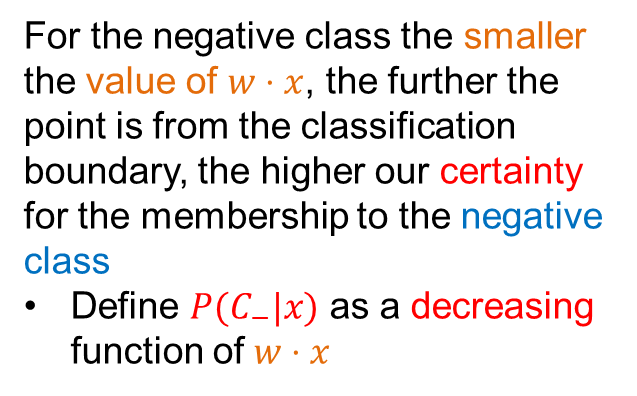 For the negative class the smaller
the value of w · x, the further the
point is from the classification
boundary, the higher our certainty
for the membership to the negative
class
• Define P(C₋|x) as a decreasing
function of w · x